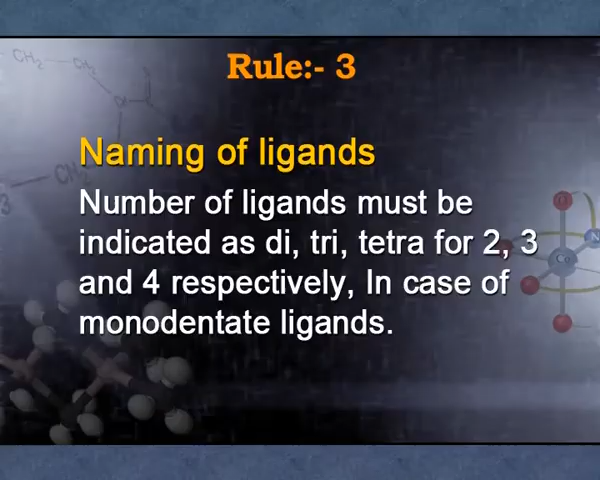 Rule:- 3
Naming of ligands
Number of ligands must be
indicated as di, tri, tetra for 2, 3
and 4 respectively, In case of
monodentate ligands.
CH₃
N